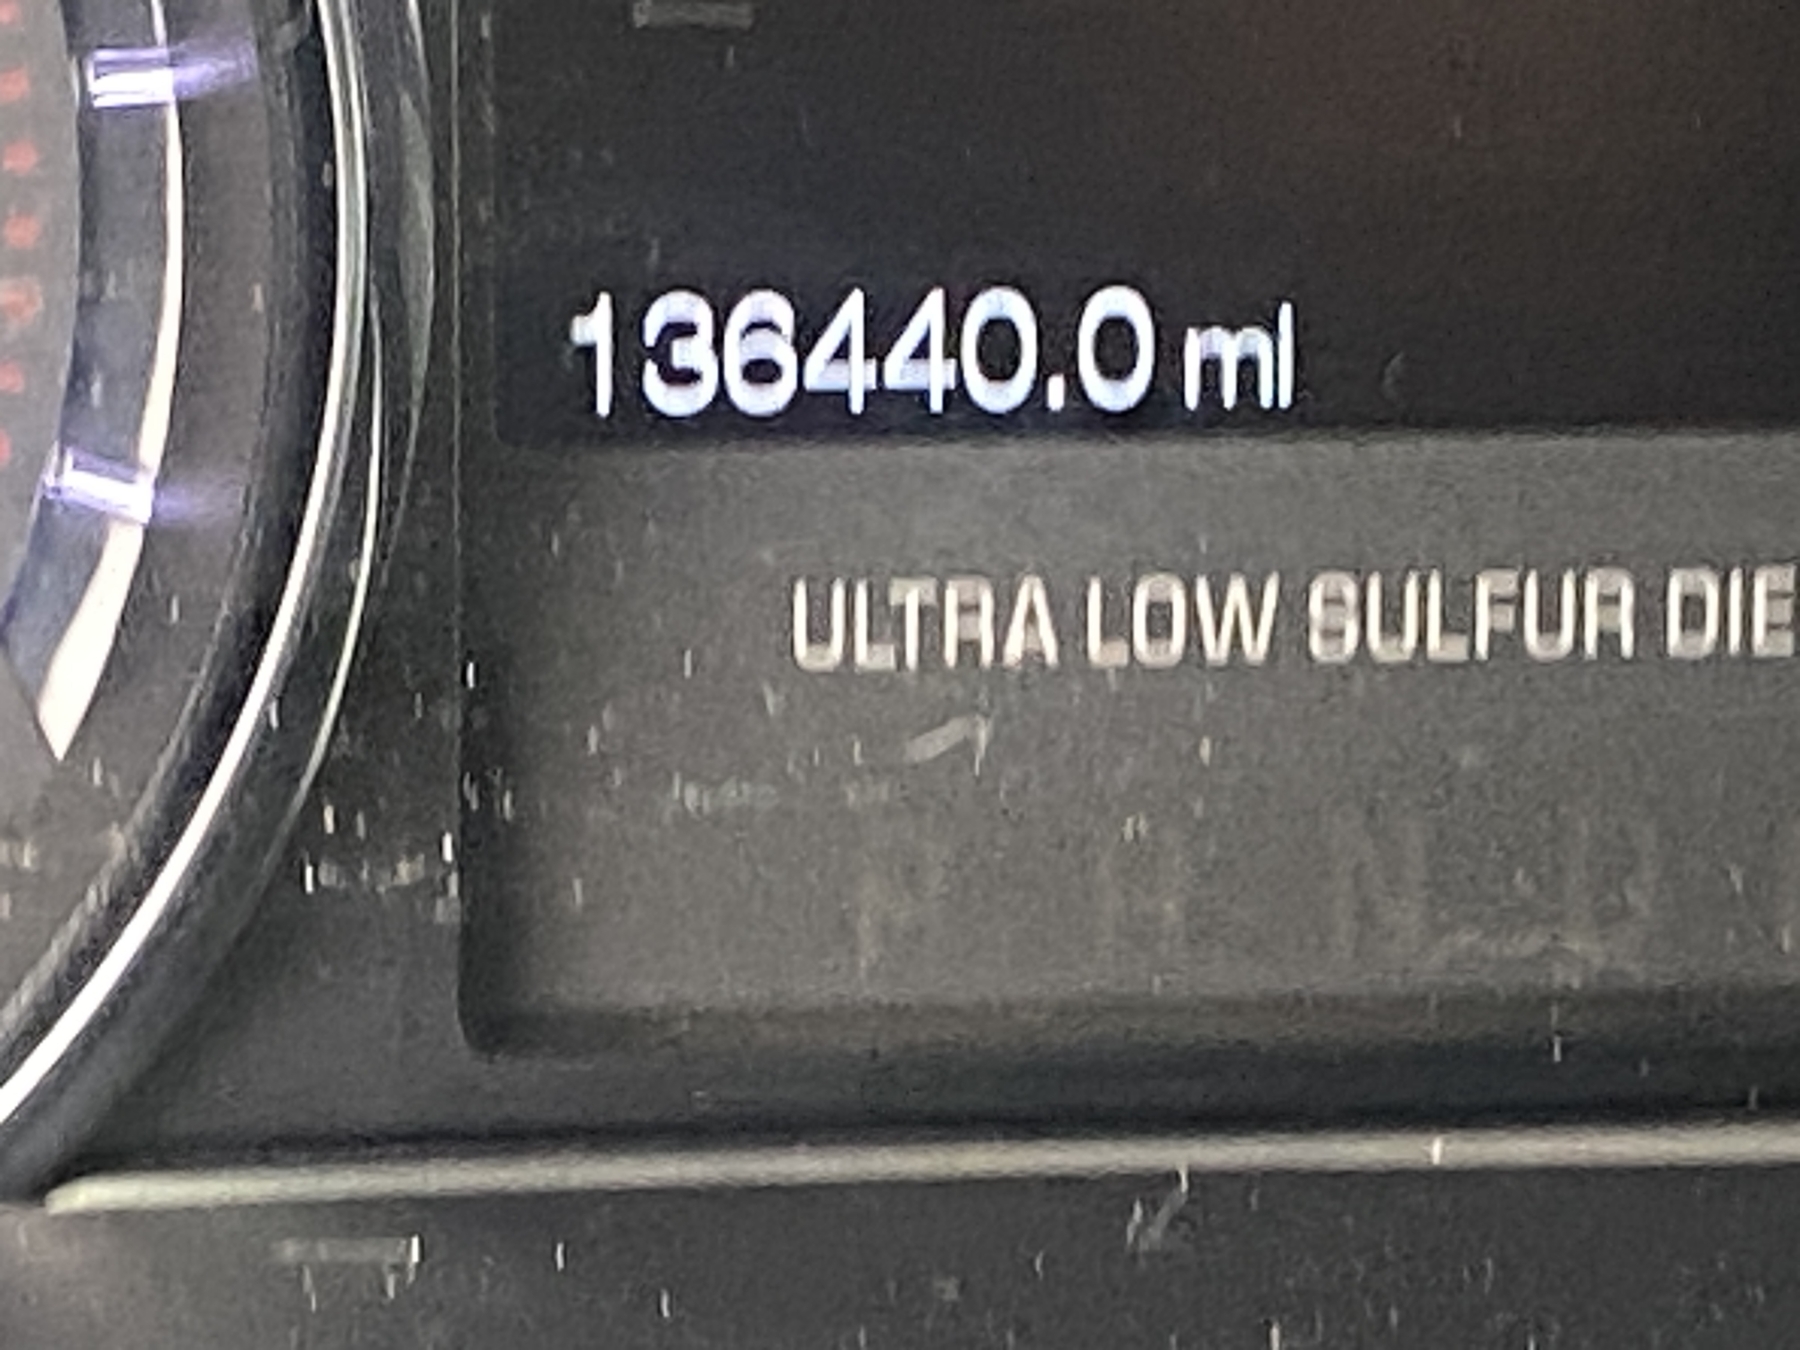 136440.0 mi
ULTRA LOW SULFUR DIE